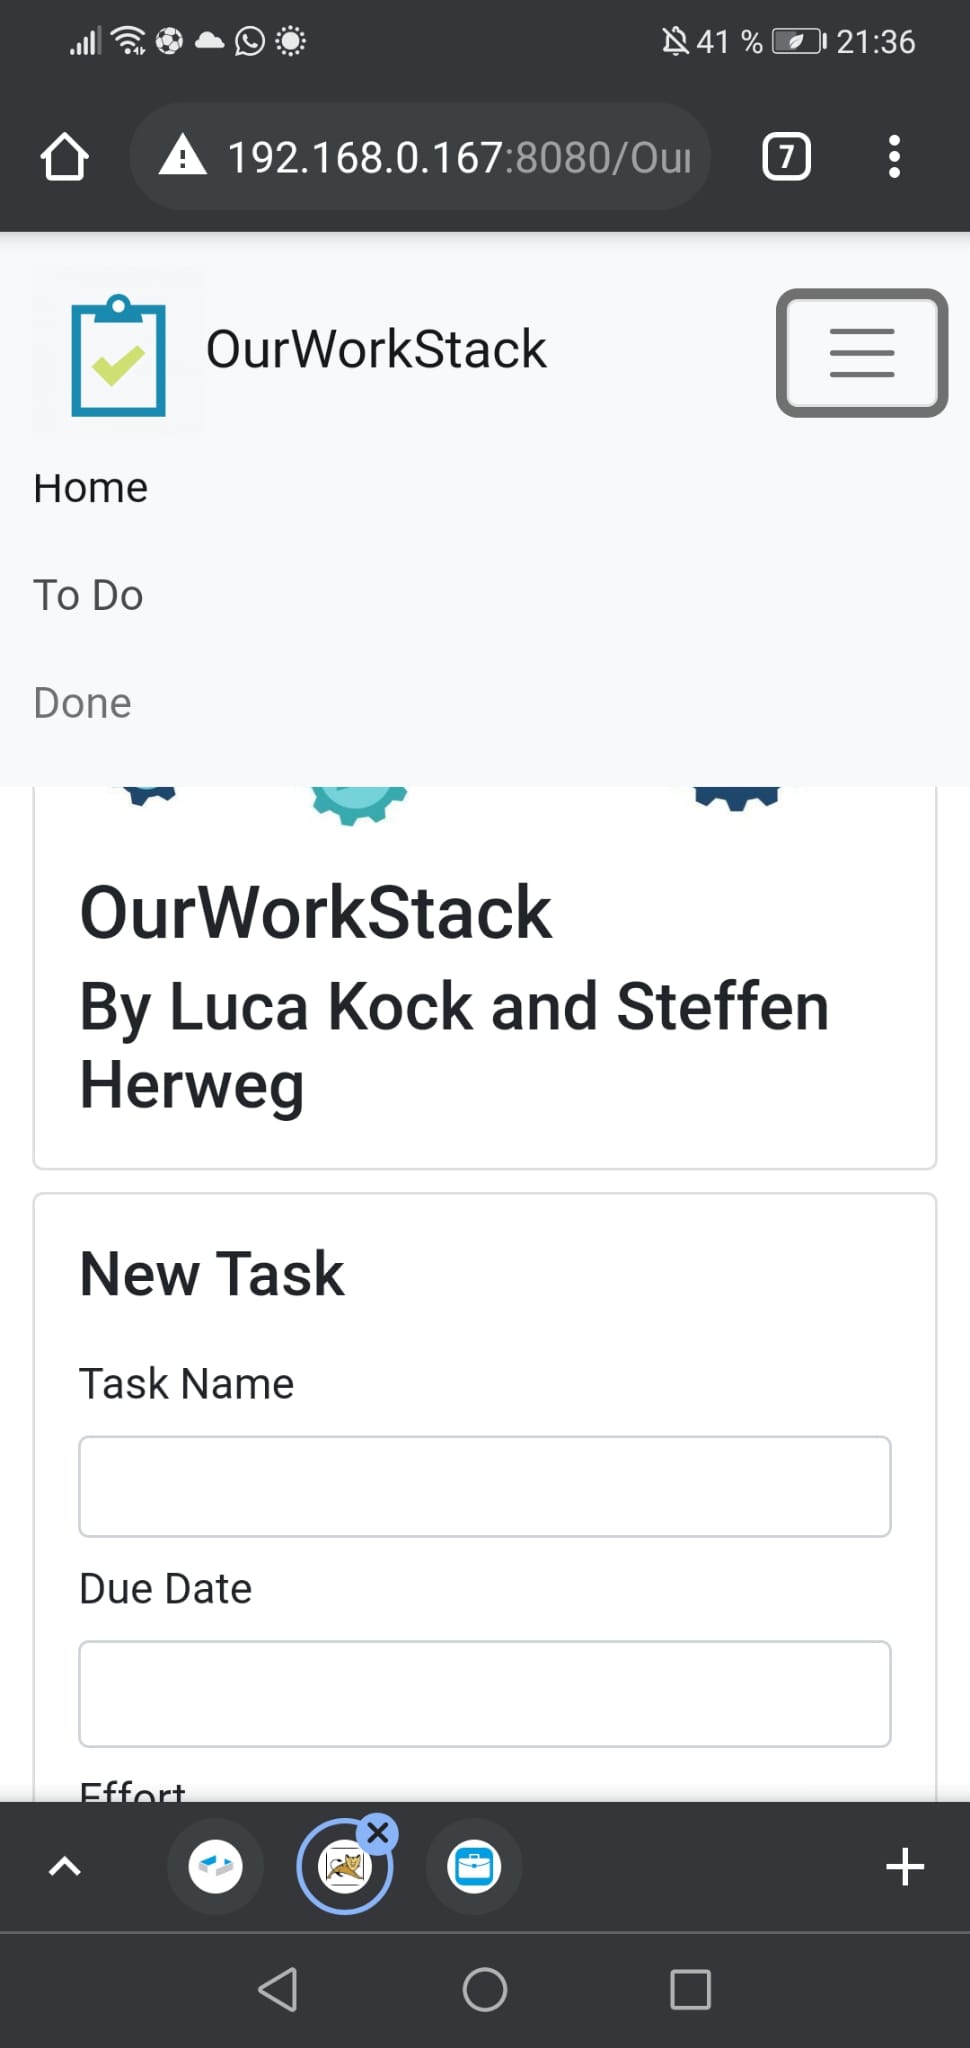 41 % 21:36
192.168.0.167:8080/Our
7
OurWorkStack
Home
To Do
Done
OurWorkStack
By Luca Kock and Steffen
Herweg
New Task
Task Name
Due Date
Effort